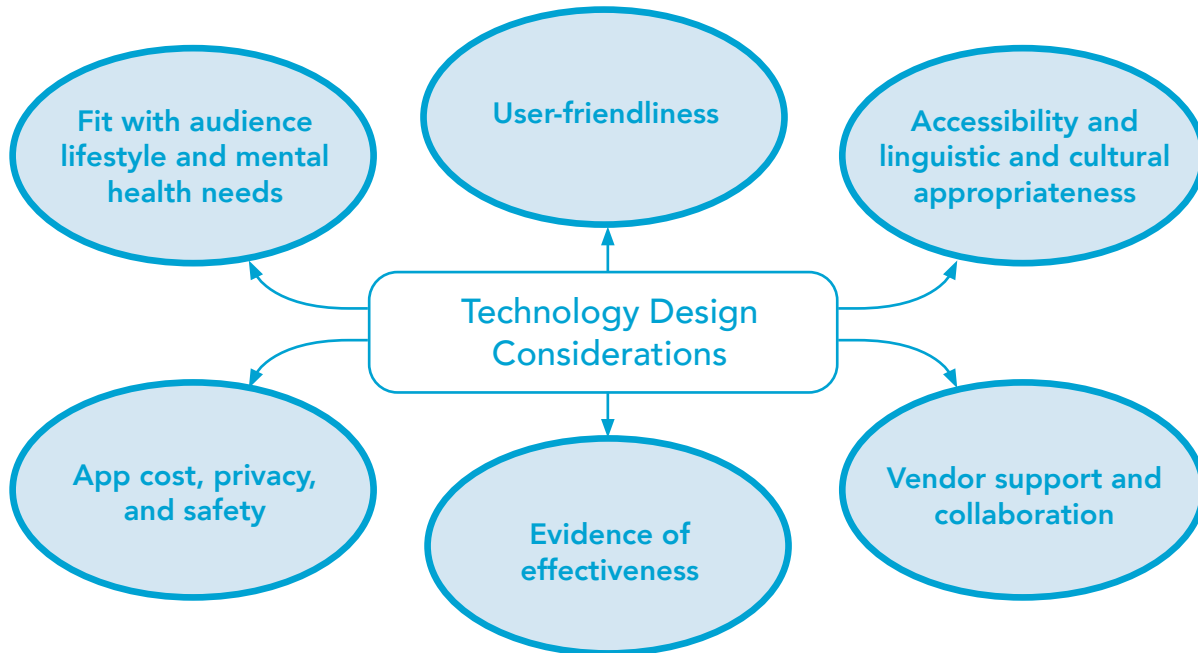 Fit with audience
lifestyle and mental
health needs
User-friendliness
Accessibility and
linguistic and cultural
appropriateness
Technology Design
Considerations
App cost, privacy,
and safety
Evidence of
effectiveness
Vendor support and
collaboration